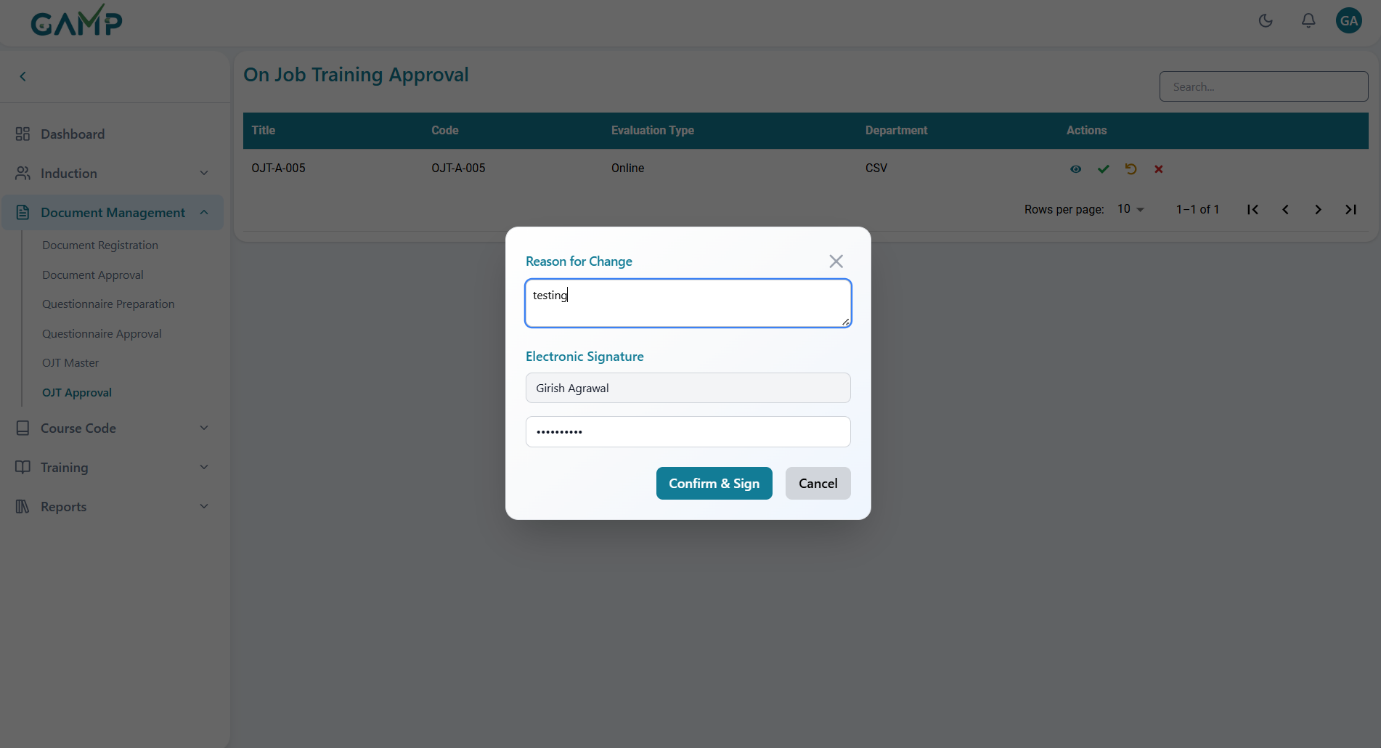 GAMP
GA
On Job Training Approval
Search...
Dashboard
Induction
Document Management
Document Registration
Document Approval
Questionnaire Preparation
Questionnaire Approval
OJT Master
OJT Approval
Course Code
Training
Reports
Title Code Evaluation Type Department Actions
OJT-A-005 OJT-A-005 Online CSV
Rows per page: 10 1–1 of 1
Reason for Change
testing
Electronic Signature
Girish Agrawal
••••••••••
Confirm & Sign Cancel